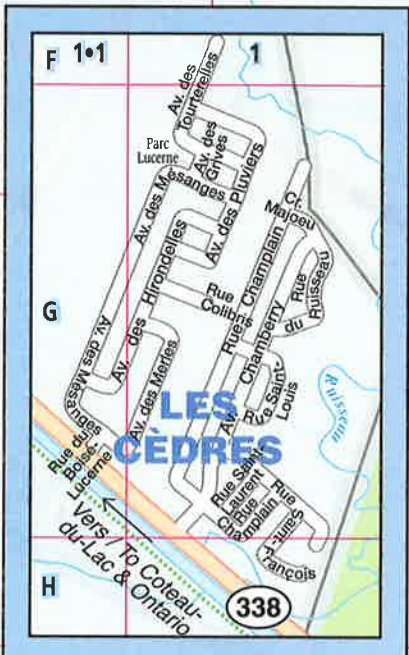 F 1•1 1
Av. des
Tourterelles
Parc
Lucerne
Av. des
Grives
Av. des Mésanges
Av. des Pluviers
Ct.
Majoeu
Av. des Hirondelles
Rue Champlain
Rue
Colibris
Rue
du Ruisseau
G
Av. Chamberry
Av. des Mésanges
Av. des Merles
Rue Saint-
Louis
Ruisseau
LES
CÈDRES
Rue du
Boisé-
Lucerne
Rue Saint-
Laurent
Rue
Champlain
Rue
Saint-
François
Vers / To Coteau-
du-Lac & Ontario
H
338